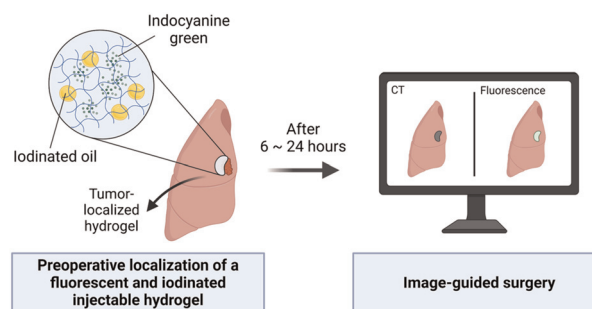 Indocyanine
green
Iodinated oil
Tumor-
localized
hydrogel
After
6 ~ 24 hours
CT
Fluorescence
Preoperative localization of a
fluorescent and iodinated
injectable hydrogel
Image-guided surgery